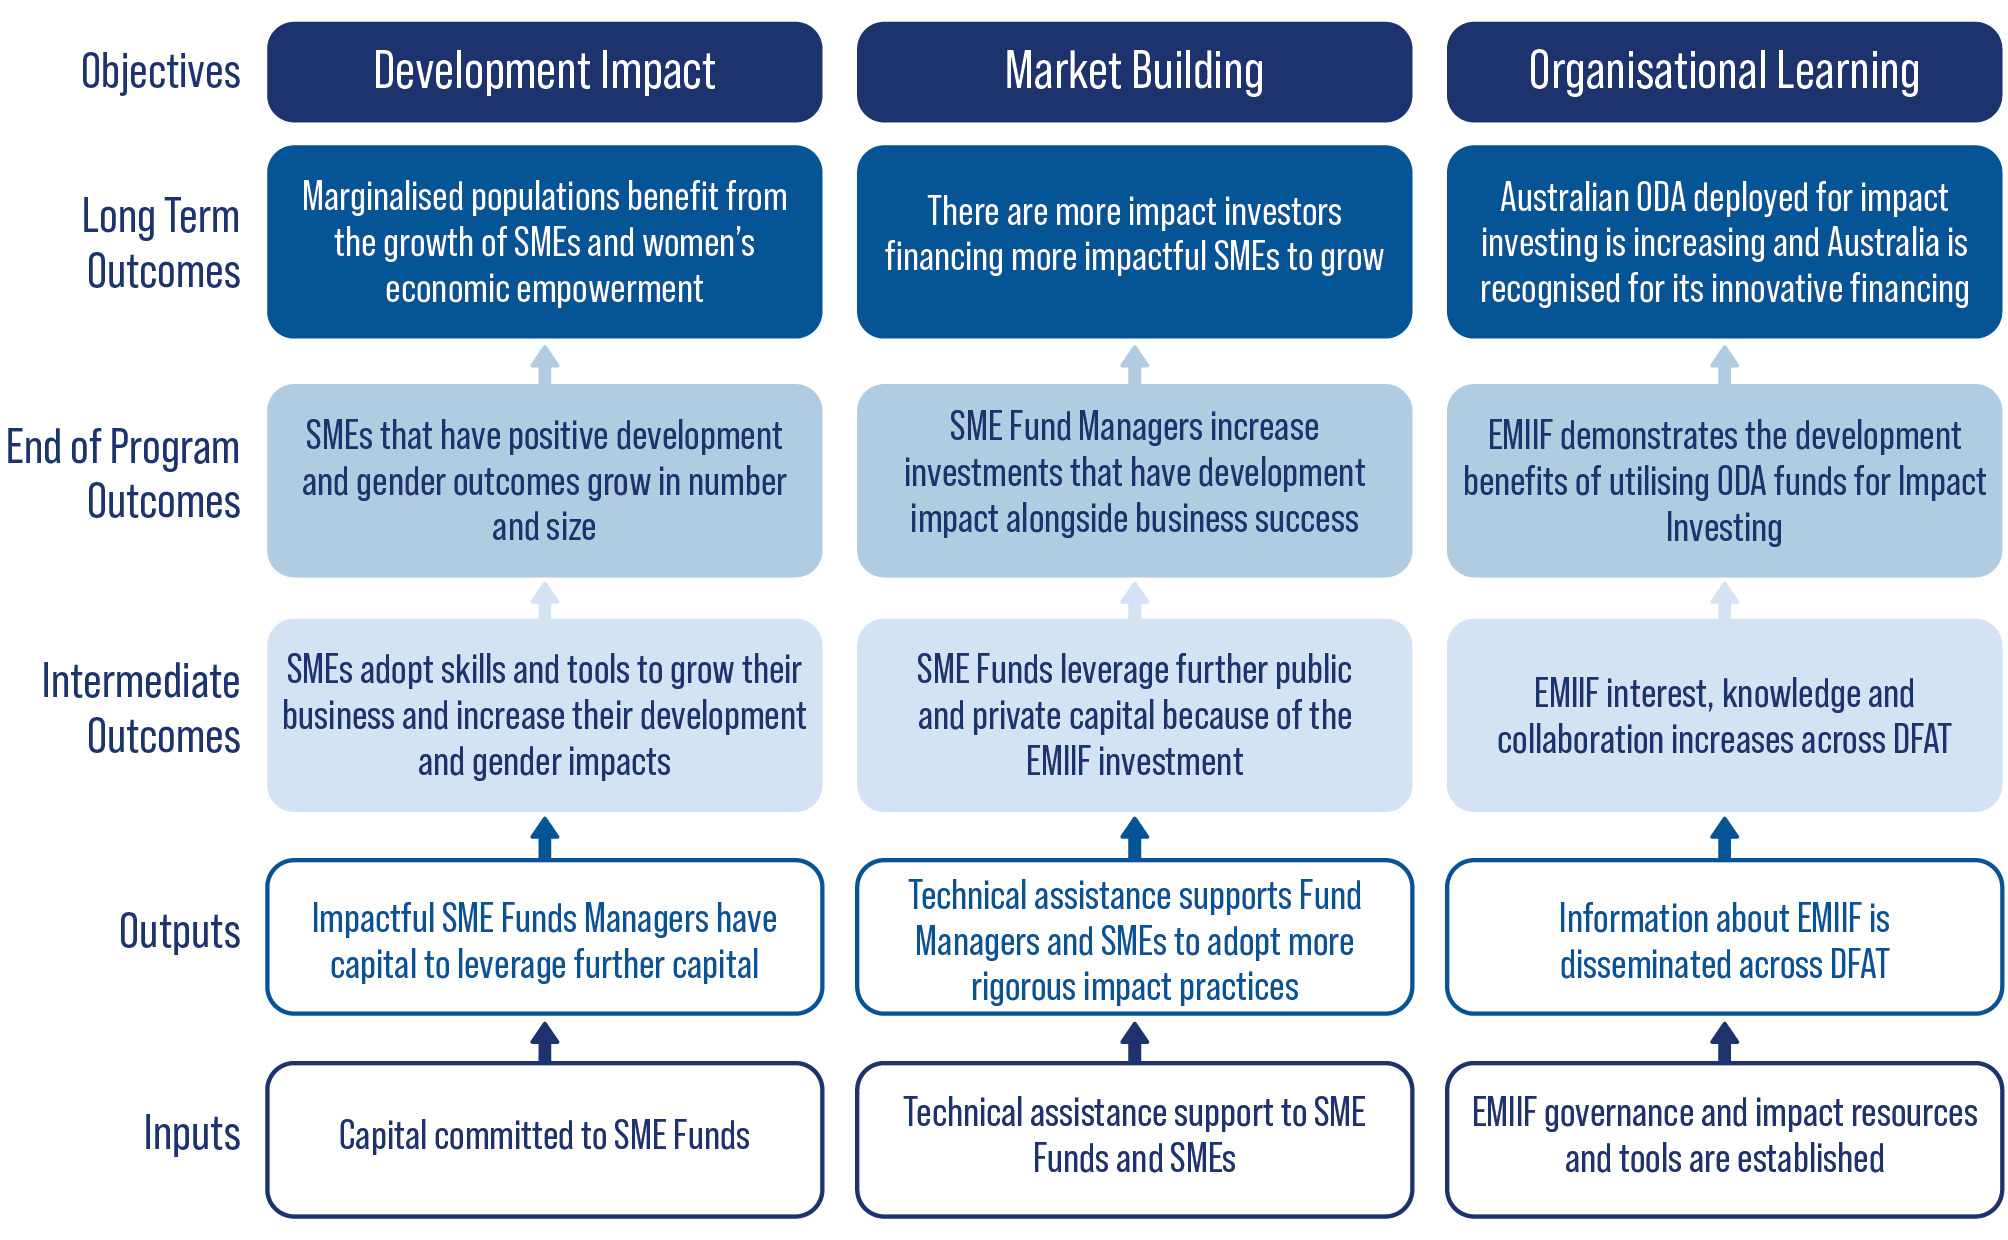 Objectives
Development Impact
Market Building
Organisational Learning
Long Term
Outcomes
Marginalised populations benefit from
the growth of SMEs and women’s
economic empowerment
There are more impact investors
financing more impactful SMEs to grow
Australian ODA deployed for impact
investing is increasing and Australia is
recognised for its innovative financing
End of Program
Outcomes
SMEs that have positive development
and gender outcomes grow in number
and size
SME Fund Managers increase
investments that have development
impact alongside business success
EMIIF demonstrates the development
benefits of utilising ODA funds for Impact
Investing
Intermediate
Outcomes
SMEs adopt skills and tools to grow their
business and increase their development
and gender impacts
SME Funds leverage further public
and private capital because of the
EMIIF investment
EMIIF interest, knowledge and
collaboration increases across DFAT
Outputs
Impactful SME Funds Managers have
capital to leverage further capital
Technical assistance supports Fund
Managers and SMEs to adopt more
rigorous impact practices
Information about EMIIF is
disseminated across DFAT
Inputs
Capital committed to SME Funds
Technical assistance support to SME
Funds and SMEs
EMIIF governance and impact resources
and tools are established